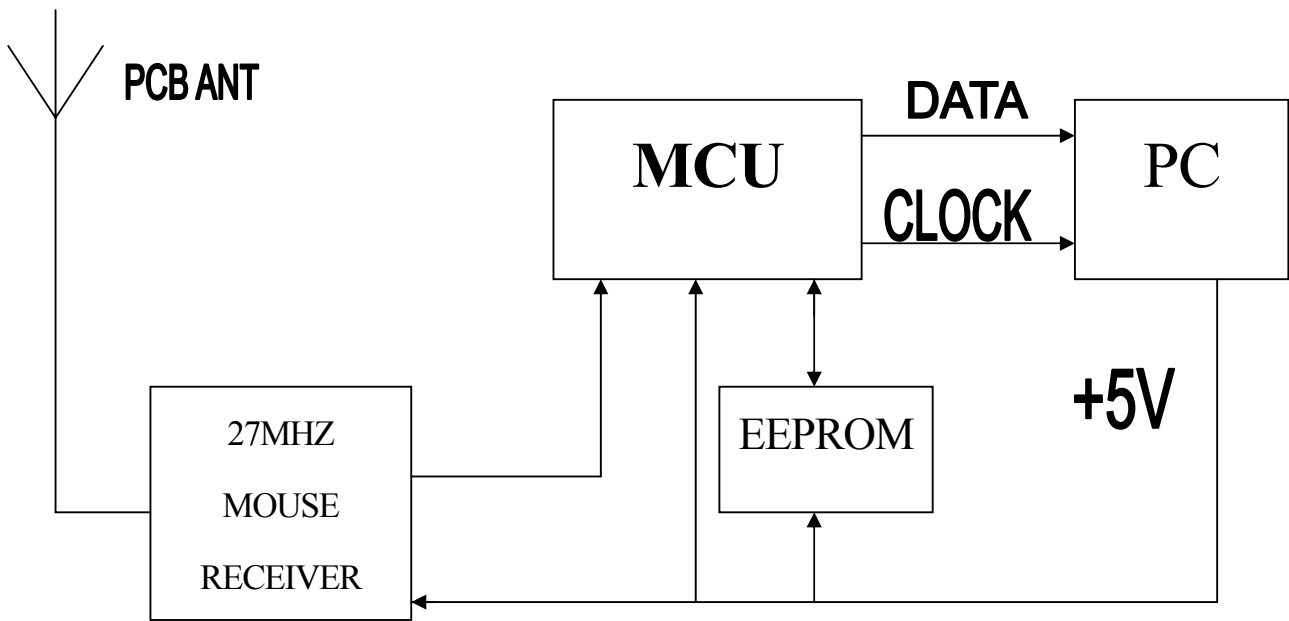 PCB ANT
MCU
DATA
CLOCK
PC
27MHZ
MOUSE
RECEIVER
EEPROM
+5V